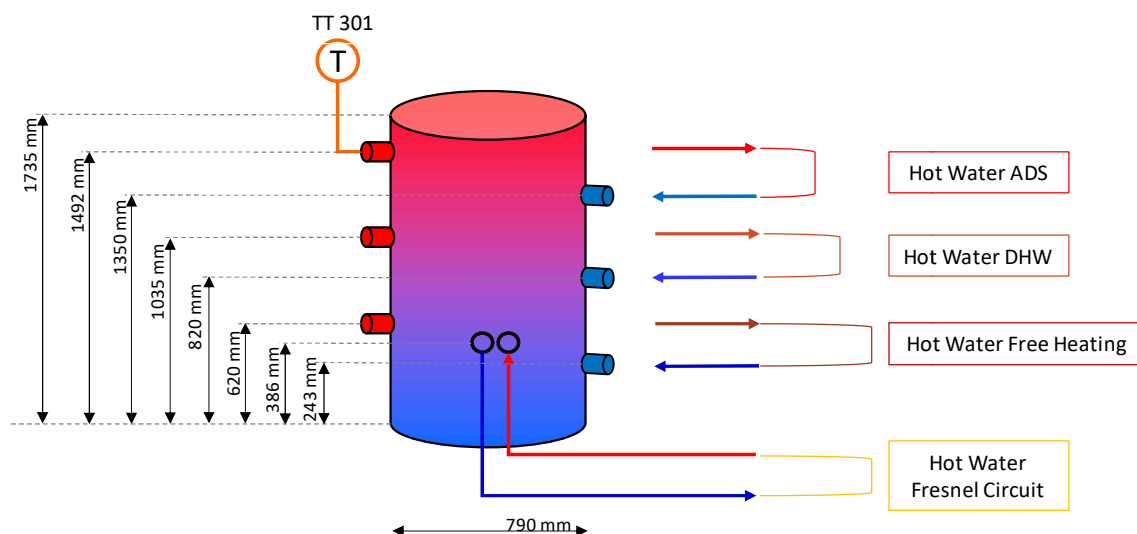 TT 301
T
1735 mm
1492 mm
1350 mm
1035 mm
820 mm
620 mm
386 mm
243 mm
790 mm
Hot Water ADS
Hot Water DHW
Hot Water Free Heating
Hot Water
Fresnel Circuit